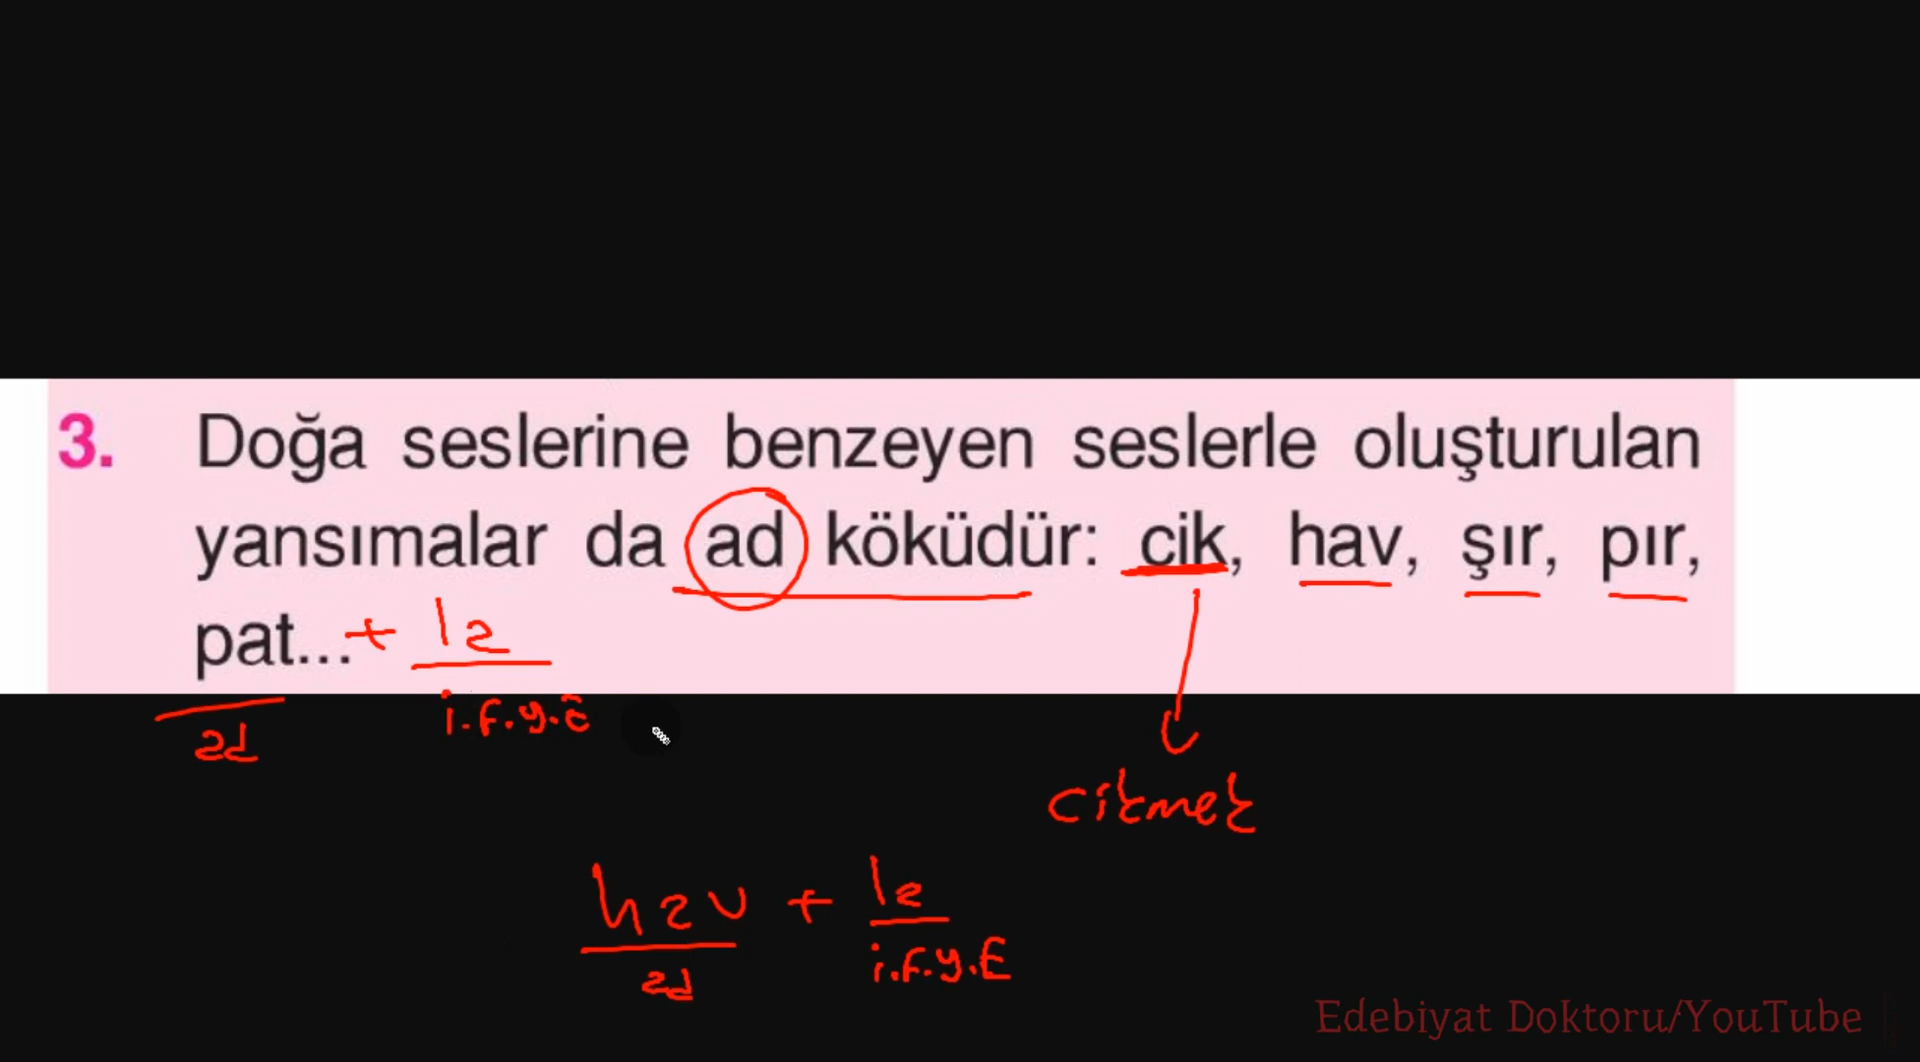 3. Doğa seslerine benzeyen seslerle oluşturulan
yansımalar da ad köküdür: cik, hav, şır, pır,
pat... + la
ad i.f.y.e
cikmek
hav + la
ad i.f.y.E
Edebiyat Doktoru/YouTube